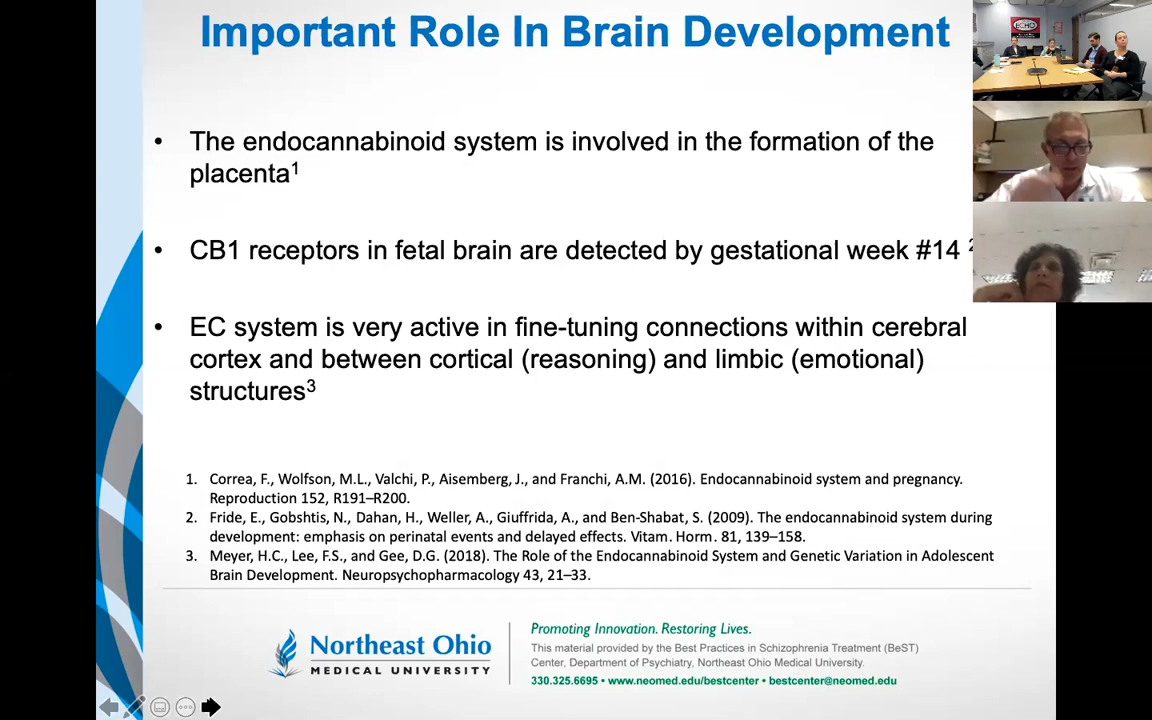 Important Role In Brain Development
• The endocannabinoid system is involved in the formation of the
placenta1
• CB1 receptors in fetal brain are detected by gestational week #14 2
• EC system is very active in fine-tuning connections within cerebral
cortex and between cortical (reasoning) and limbic (emotional)
structures3
1. Correa, F., Wolfson, M.L., Valchi, P., Aisemberg, J., and Franchi, A.M. (2016). Endocannabinoid system and pregnancy.
Reproduction 152, R191–R200.
2. Fride, E., Gobshtis, N., Dahan, H., Weller, A., Giuffrida, A., and Ben-Shabat, S. (2009). The endocannabinoid system during
development: emphasis on perinatal events and delayed effects. Vitam. Horm. 81, 139–158.
3. Meyer, H.C., Lee, F.S., and Gee, D.G. (2018). The Role of the Endocannabinoid System and Genetic Variation in Adolescent
Brain Development. Neuropsychopharmacology 43, 21–33.
Northeast Ohio
MEDICAL UNIVERSITY
Promoting Innovation. Restoring Lives.
This material provided by the Best Practices in Schizophrenia Treatment (BeST)
Center, Department of Psychiatry, Northeast Ohio Medical University.
330.325.6695 • www.neomed.edu/bestcenter • bestcenter@neomed.edu
ECHO